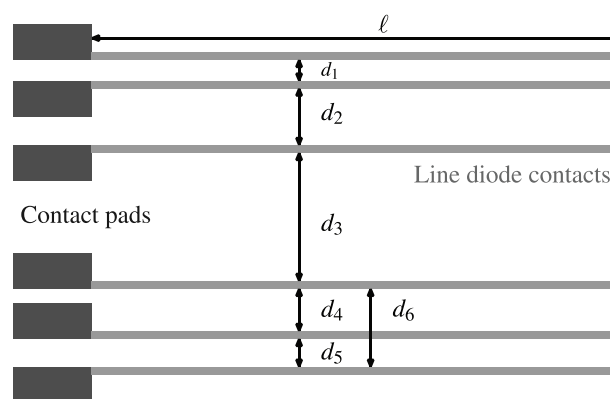 ℓ
d₁
d₂
Line diode contacts
Contact pads
d₃
d₄ d₆
d₅